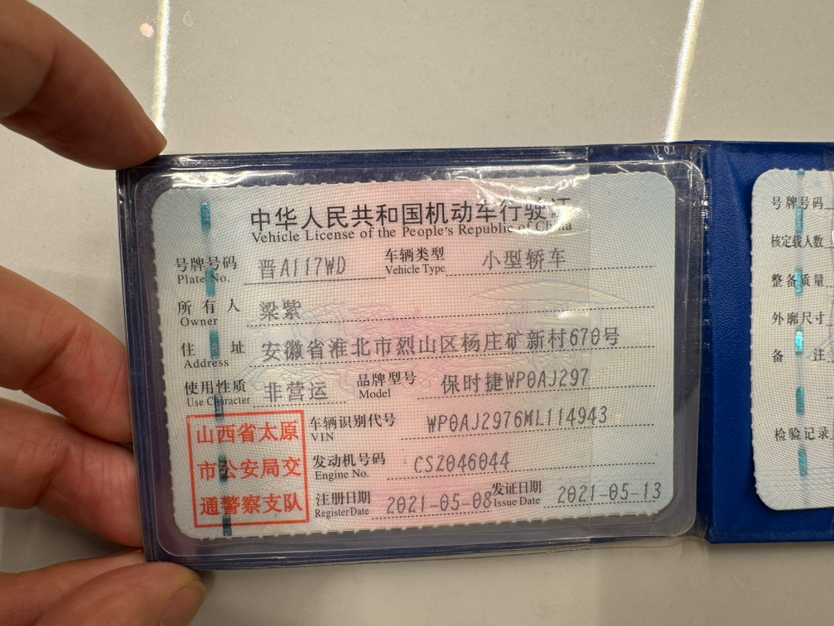 中华人民共和国机动车行驶证
Vehicle License of the People's Republic of China
号牌号码 晋A117WD 车辆类型 小型轿车
Plate No. Vehicle Type
所有人 梁紫
Owner
住址 安徽省淮北市烈山区杨庄矿新村670号
Address
使用性质 非营运 品牌型号 保时捷WP0AJ297
Use Character Model
山西省太原
市公安局交
通警察支队
车辆识别代号 WP0AJ2976ML114943
VIN
发动机号码 CSZ046044
Engine No.
注册日期 2021-05-08 发证日期 2021-05-13
Register Date Issue Date
号牌号码
核定载人数
整备质量
外廓尺寸
备注
检验记录